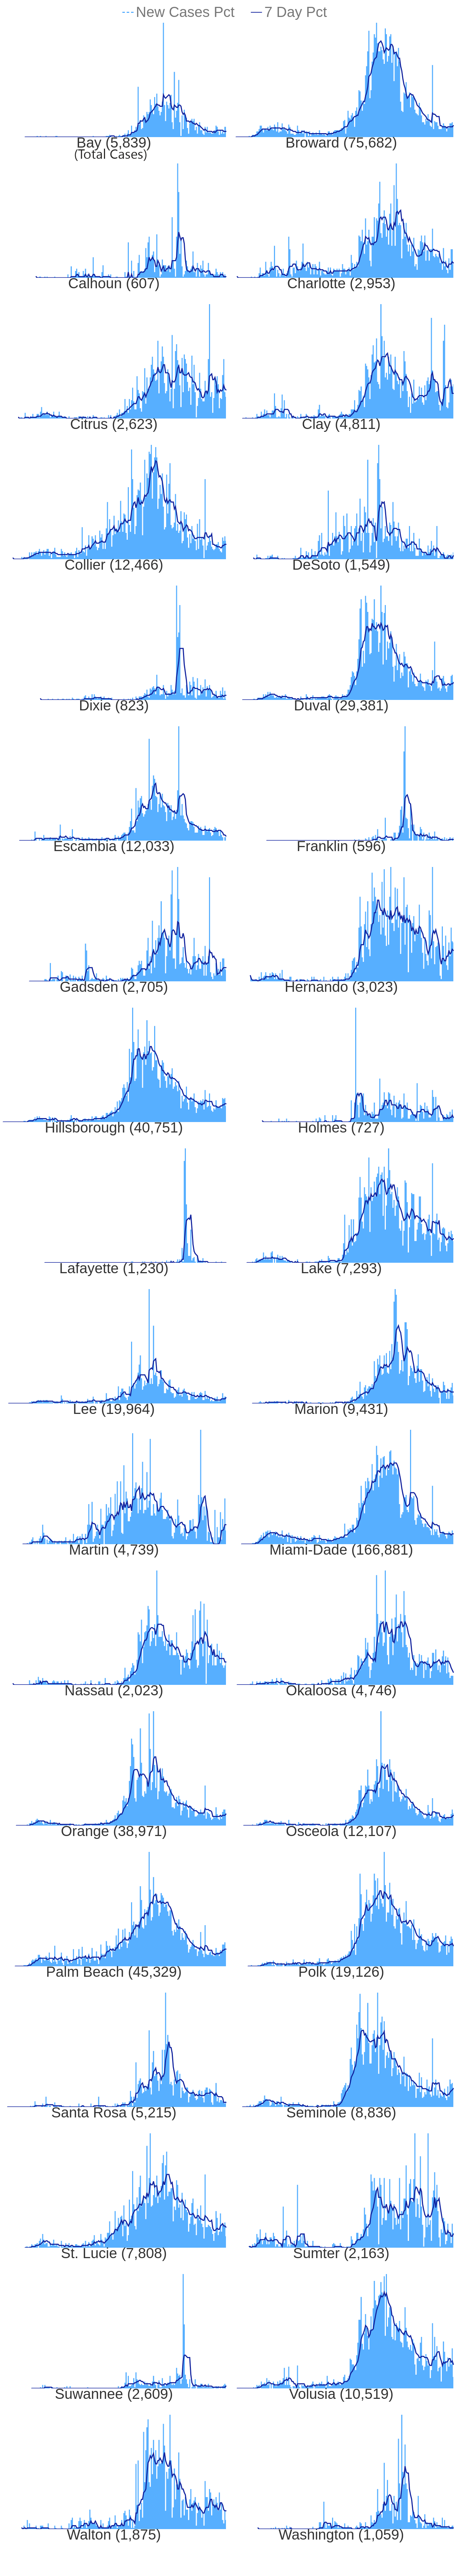 New Cases Pct 7 Day Pct
Bay (5,839) Broward (75,682)
(Total Cases)
Calhoun (607) Charlotte (2,953)
Citrus (2,623) Clay (4,811)
Collier (12,466) DeSoto (1,549)
Dixie (823) Duval (29,381)
Escambia (12,033) Franklin (596)
Gadsden (2,705) Hernando (3,023)
Hillsborough (40,751) Holmes (727)
Lafayette (1,230) Lake (7,293)
Lee (19,964) Marion (9,431)
Martin (4,739) Miami-Dade (166,881)
Nassau (2,023) Okaloosa (4,746)
Orange (38,971) Osceola (12,107)
Palm Beach (45,329) Polk (19,126)
Santa Rosa (5,215) Seminole (8,836)
St. Lucie (7,808) Sumter (2,163)
Suwannee (2,609) Volusia (10,519)
Walton (1,875) Washington (1,059)